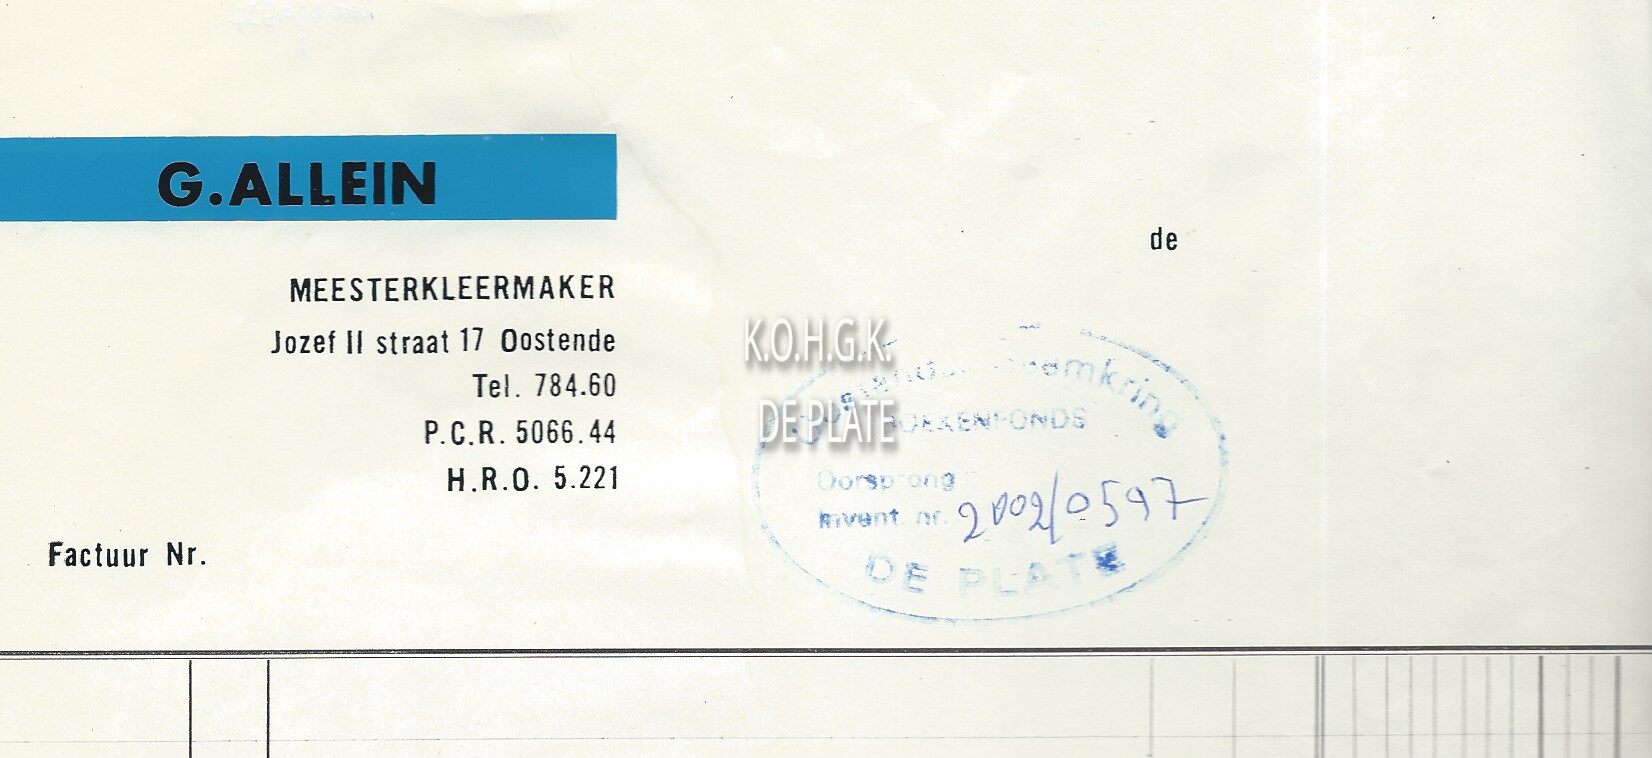 G.ALLEIN
MEESTERKLEERMAKER
Jozef II straat 17 Oostende
Tel. 784.60
P.C.R. 5066.44
H.R.O. 5.221
Factuur Nr.
de
K.O.H.G.K.
DE PLATE
BOEKENFONDS
Oorsprong
Invent. nr. 2002/0597
DE PLATE